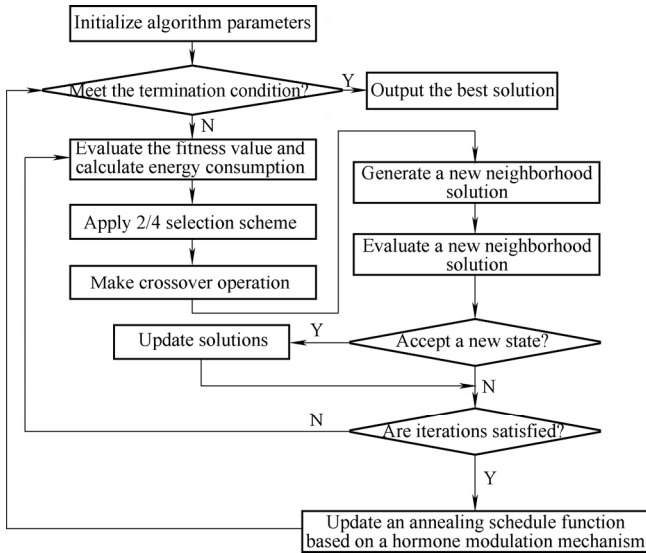 Initialize algorithm parameters
Meet the termination condition?
Y
Output the best solution
N
Evaluate the fitness value and
calculate energy consumption
Apply 2/4 selection scheme
Make crossover operation
Generate a new neighborhood
solution
Evaluate a new neighborhood
solution
Accept a new state?
Y
Update solutions
N
Are iterations satisfied?
N
Y
Update an annealing schedule function
based on a hormone modulation mechanism